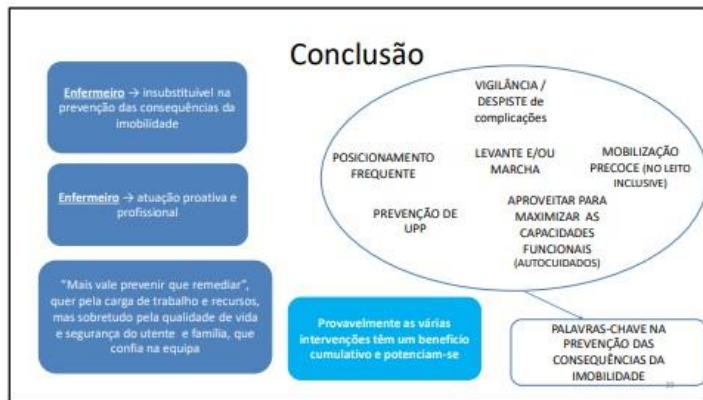 Conclusão
Enfermeiro → insubstituível na
prevenção das consequências da
imobilidade
Enfermeiro → atuação proativa e
profissional
“Mais vale prevenir que remediar”,
quer pela carga de trabalho e recursos,
mas sobretudo pela qualidade de vida
e segurança do utente e família, que
confia na equipa
VIGILÂNCIA /
DESPISTE de
complicações
POSICIONAMENTO
FREQUENTE
LEVANTE E/OU
MARCHA
MOBILIZAÇÃO
PRECOCE (NO LEITO
INCLUSIVE)
PREVENÇÃO DE
UPP
APROVEITAR PARA
MAXIMIZAR AS
CAPACIDADES
FUNCIONAIS
(AUTOCUIDADOS)
Provavelmente as várias
intervenções têm um benefício
cumulativo e potenciam-se
PALAVRAS-CHAVE NA
PREVENÇÃO DAS
CONSEQUÊNCIAS DA
IMOBILIDADE